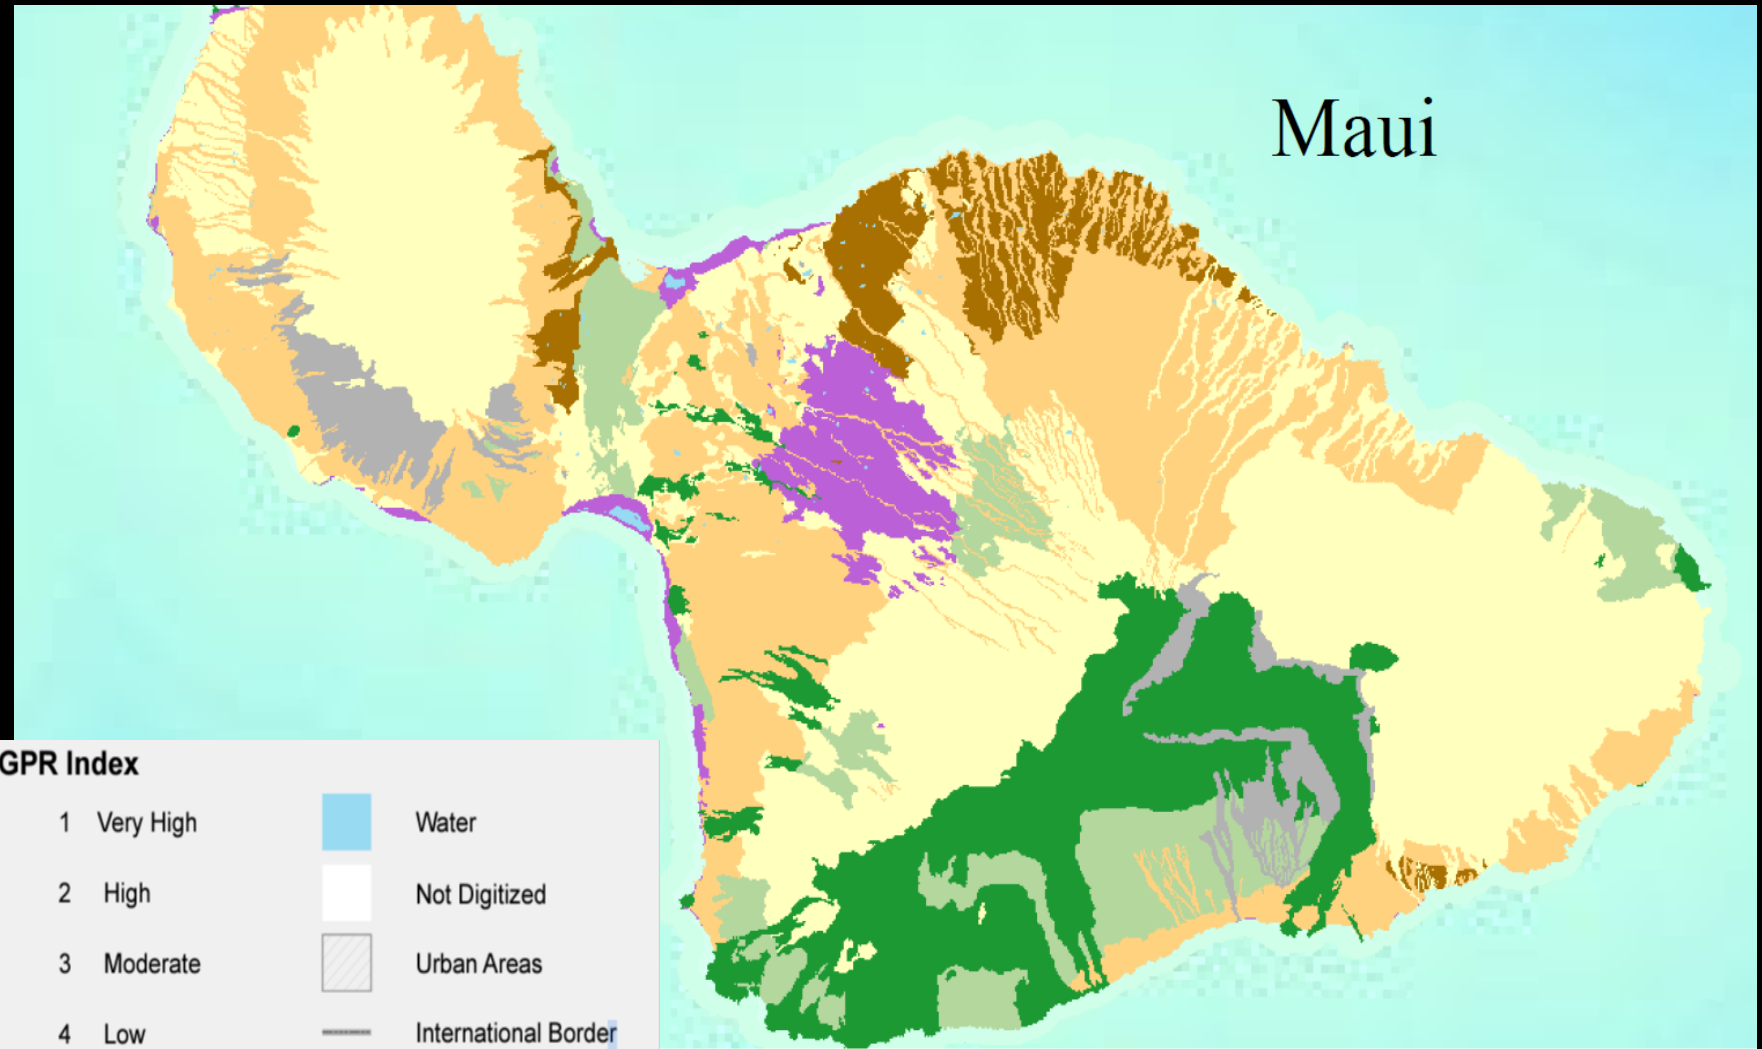 Maui
GPR Index
1 Very High
Water
2 High
Not Digitized
3 Moderate
Urban Areas
4 Low
International Border